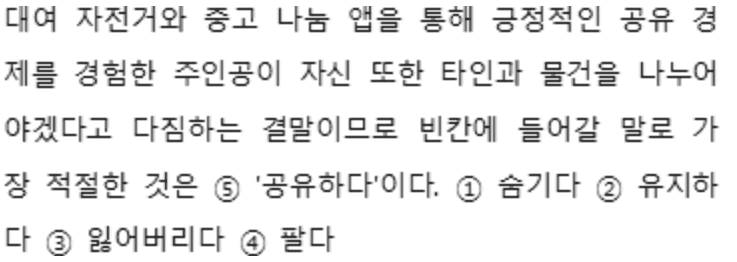 대여 자전거와 중고 나눔 앱을 통해 긍정적인 공유 경
제를 경험한 주인공이 자신 또한 타인과 물건을 나누어
야겠다고 다짐하는 결말이므로 빈칸에 들어갈 말로 가
장 적절한 것은 ⑤ '공유하다'이다. ① 숨기다 ② 유지하
다 ③ 잃어버리다 ④ 팔다